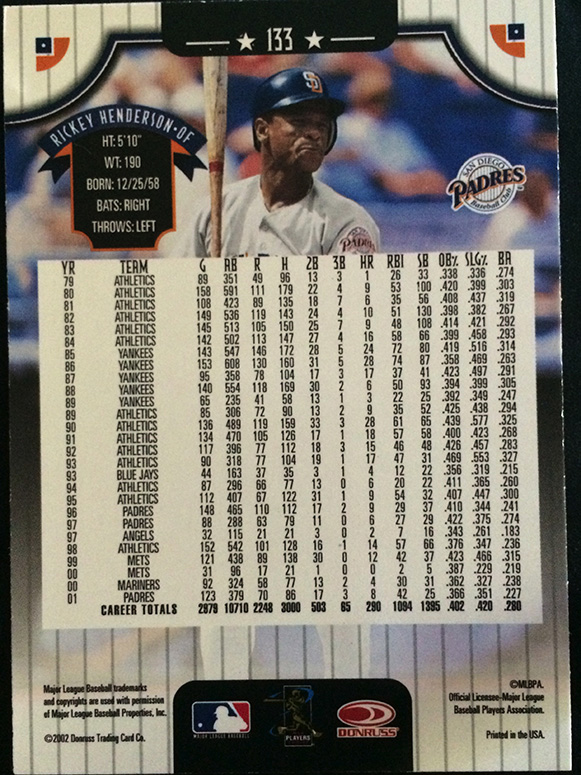 133
RICKEY HENDERSON-OF
HT: 5'10"
WT: 190
BORN: 12/25/58
BATS: RIGHT
THROWS: LEFT
SD
PADRES
SAN DIEGO
PADRES
Baseball Club
YR TEAM G AB R H 2B 3B HR RBI SB OB% SLG% BA
79 ATHLETICS 89 351 49 96 13 3 1 26 33 .338 .336 .274
80 ATHLETICS 158 591 111 179 22 4 9 53 100 .420 .399 .303
81 ATHLETICS 108 423 89 135 18 7 6 35 56 .408 .437 .319
82 ATHLETICS 149 536 119 143 24 4 10 51 130 .398 .382 .267
83 ATHLETICS 145 513 105 150 25 7 9 48 108 .414 .421 .292
84 ATHLETICS 142 502 113 147 27 4 16 58 66 .399 .458 .293
85 YANKEES 143 547 146 172 28 5 24 72 80 .419 .516 .314
86 YANKEES 153 608 130 160 31 5 28 74 87 .358 .469 .263
87 YANKEES 95 358 78 104 17 3 17 37 41 .423 .497 .291
88 YANKEES 140 554 118 169 30 2 6 50 93 .394 .399 .305
89 YANKEES 65 235 41 58 13 1 3 22 25 .392 .349 .247
89 ATHLETICS 85 306 72 90 13 2 9 35 52 .425 .438 .294
90 ATHLETICS 136 489 119 159 33 3 28 61 65 .439 .577 .325
91 ATHLETICS 134 470 105 126 17 1 18 57 58 .400 .423 .268
92 ATHLETICS 117 396 77 112 18 3 15 46 48 .426 .457 .283
93 ATHLETICS 90 318 77 104 19 1 17 47 31 .469 .553 .327
93 BLUE JAYS 44 163 37 35 3 1 4 12 22 .356 .319 .215
94 ATHLETICS 87 296 66 77 13 0 6 20 22 .411 .365 .260
95 ATHLETICS 112 407 67 122 31 1 9 54 32 .407 .447 .300
96 PADRES 148 465 110 112 17 2 9 29 37 .410 .344 .241
97 PADRES 88 288 63 79 11 0 6 27 29 .422 .375 .274
97 ANGELS 32 115 21 21 3 0 2 7 16 .343 .261 .183
98 ATHLETICS 152 542 101 128 16 1 14 57 66 .376 .347 .236
99 METS 121 438 89 138 30 0 12 42 37 .423 .466 .315
00 METS 31 96 17 21 1 0 0 2 5 .387 .229 .219
00 MARINERS 92 324 58 77 13 2 4 30 31 .362 .327 .238
01 PADRES 123 379 70 86 17 3 8 42 25 .366 .351 .227
CAREER TOTALS 2979 10710 2248 3000 503 65 290 1094 1395 .402 .420 .280
Major League Baseball trademarks
and copyrights are used with permission
of Major League Baseball Properties, Inc.
©2002 Donruss Trading Card Co.
MAJOR LEAGUE BASEBALL
PLAYERS
DONRUSS
©MLBPA.
Official Licensee-Major League
Baseball Players Association.
Printed in the USA.